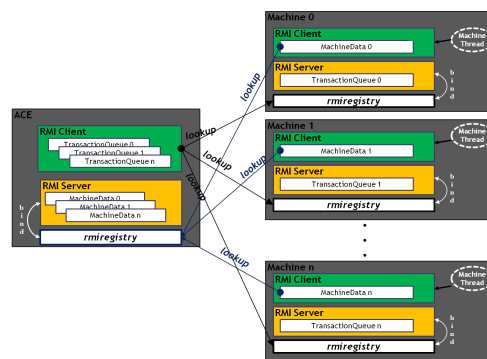 ACE
RMI Client
TransactionQueue 0
TransactionQueue 1
TransactionQueue n
RMI Server
MachineData 0
MachineData 1
MachineData n
bind
rmiregistry
lookup
lookup
lookup
lookup
lookup
lookup
Machine 0
RMI Client
MachineData 0
Machine
Thread
RMI Server
TransactionQueue 0
bind
rmiregistry
Machine 1
RMI Client
MachineData 1
Machine
Thread
RMI Server
TransactionQueue 1
bind
rmiregistry
Machine n
RMI Client
MachineData n
Machine
Thread
RMI Server
TransactionQueue n
bind
rmiregistry